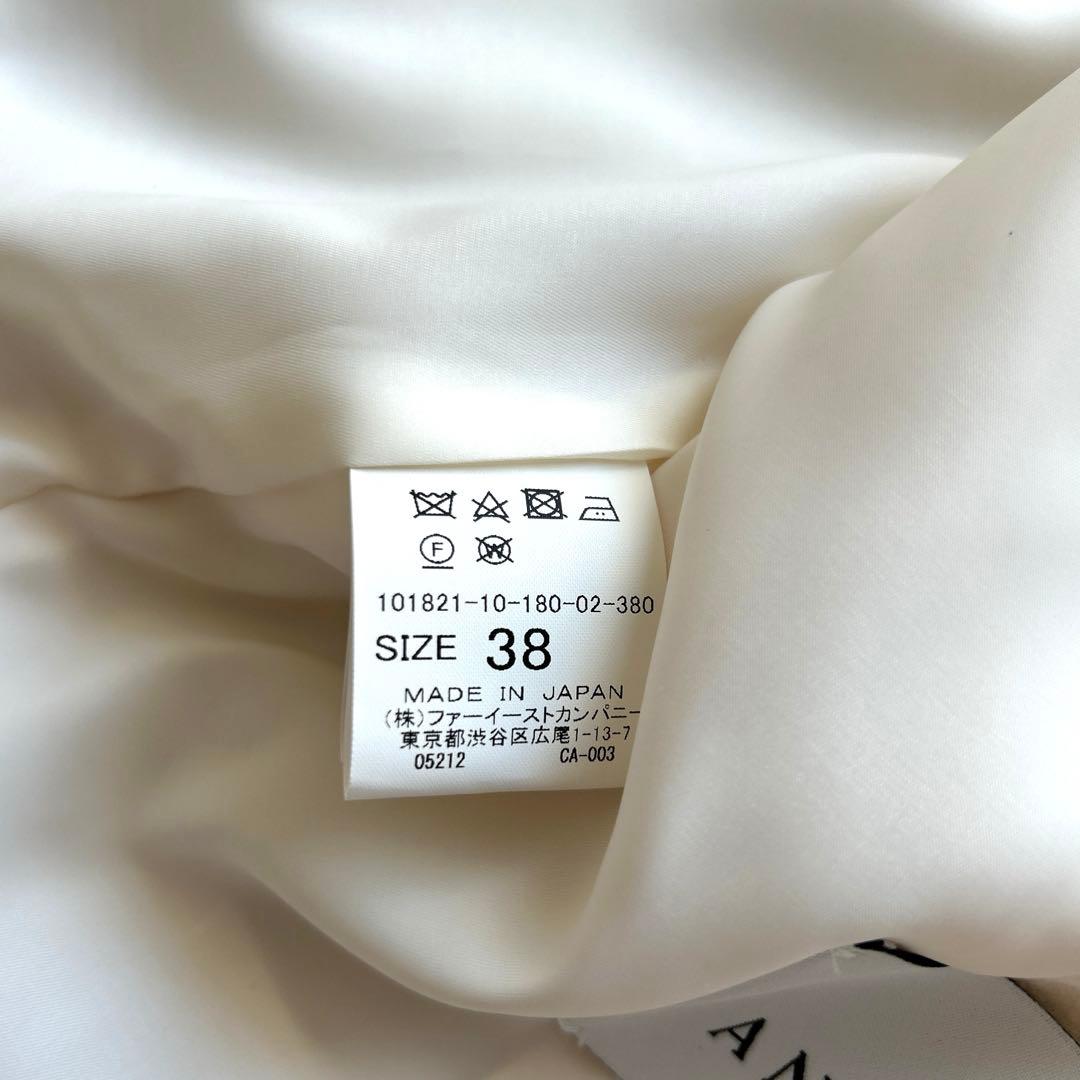 F W
101821-10-180-02-380
SIZE 38
MADE IN JAPAN
(株)ファーイーストカンパニー
東京都渋谷区広尾1-13-7
05212 CA-003